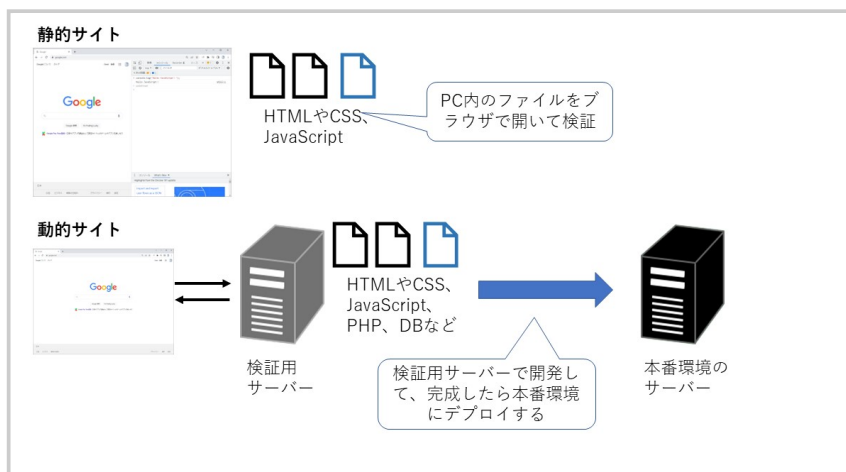 静的サイト
Google
HTMLやCSS、
JavaScript
PC内のファイルをブ
ラウザで開いて検証
動的サイト
Google
HTMLやCSS、
JavaScript、
PHP、DBなど
検証用
サーバー
検証用サーバーで開発し
て、完成したら本番環境
にデプロイする
本番環境の
サーバー